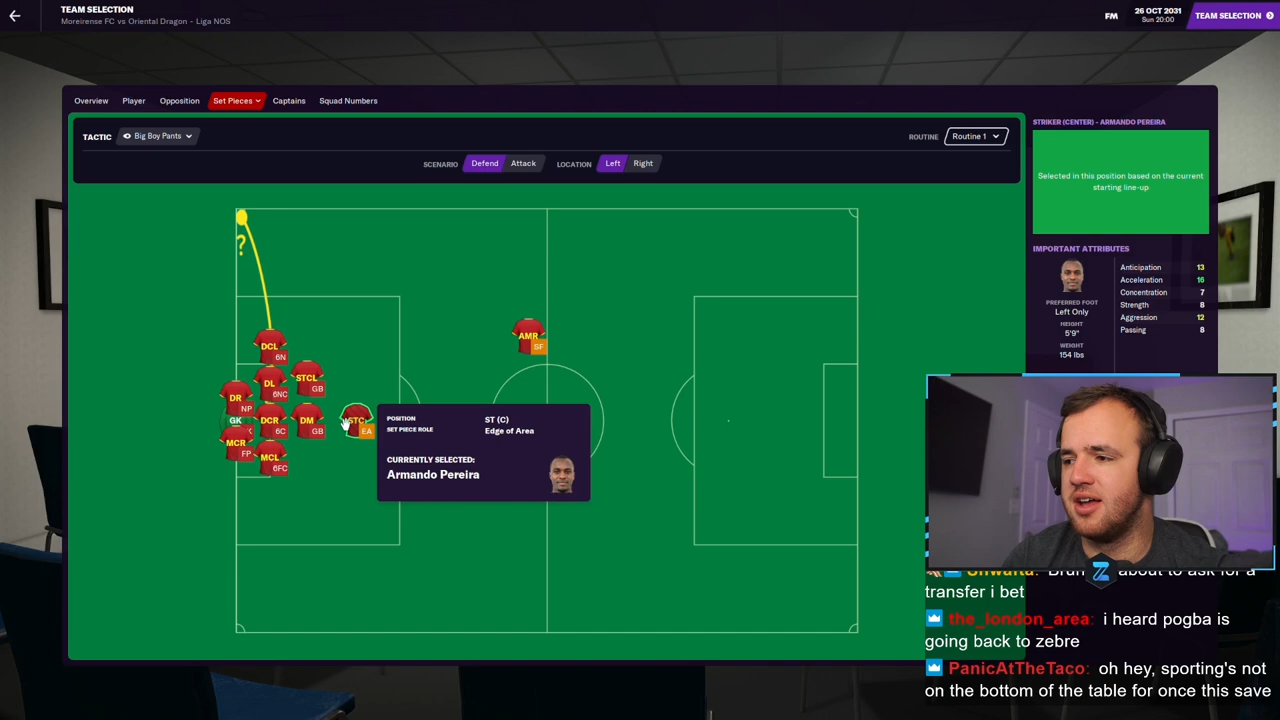 TEAM SELECTION
Moreirense FC vs Oriental Dragon - Liga NOS
FM
26 OCT 2031
Sun 20:00
TEAM SELECTION
Overview
Player
Opposition
Set Pieces
Captains
Squad Numbers
TACTIC
Big Boy Pants
ROUTINE
Routine 1
SCENARIO
Defend
Attack
LOCATION
Left
Right
?
DCL
6N
DL
6NC
STCL
GB
DR
NP
GK
DCR
6C
DM
GB
STC
EA
MCR
FP
MCL
6FC
AMR
SF
POSITION
ST (C)
SET PIECE ROLE
Edge of Area
CURRENTLY SELECTED:
Armando Pereira
STRIKER (CENTER) - ARMANDO PEREIRA
Selected in this position based on the current
starting line-up
IMPORTANT ATTRIBUTES
PREFERRED FOOT
Left Only
HEIGHT
5'9"
WEIGHT
154 lbs
Anticipation 13
Acceleration 16
Concentration 7
Strength 8
Aggression 12
Passing 8
about to ask for a
transfer i bet
the_london_area: i heard pogba is
going back to zebre
PanicAtTheTaco: oh hey, sporting's not
on the bottom of the table for once this save